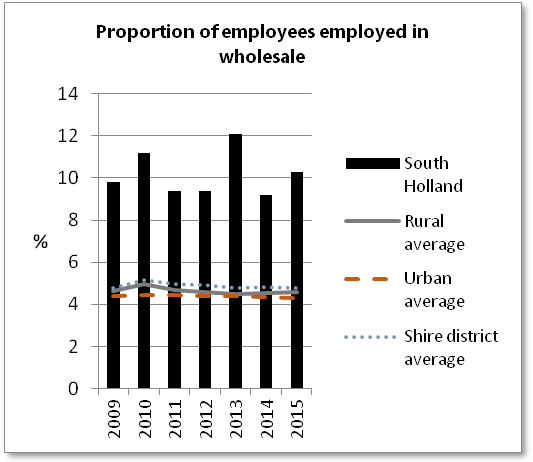 Proportion of employees employed in
wholesale
14
12
10
8
6
4
2
0
%
2009
2010
2011
2012
2013
2014
2015
South
Holland
Rural
average
Urban
average
Shire district
average